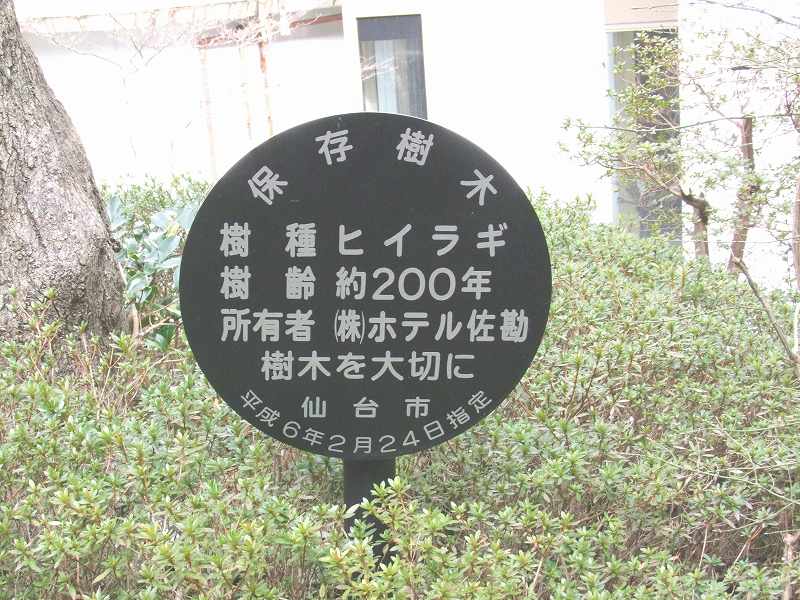 保存樹木
樹種 ヒイラギ
樹齢 約200年
所有者 ㈱ホテル佐勘
樹木を大切に
仙台市
平成6年2月24日指定